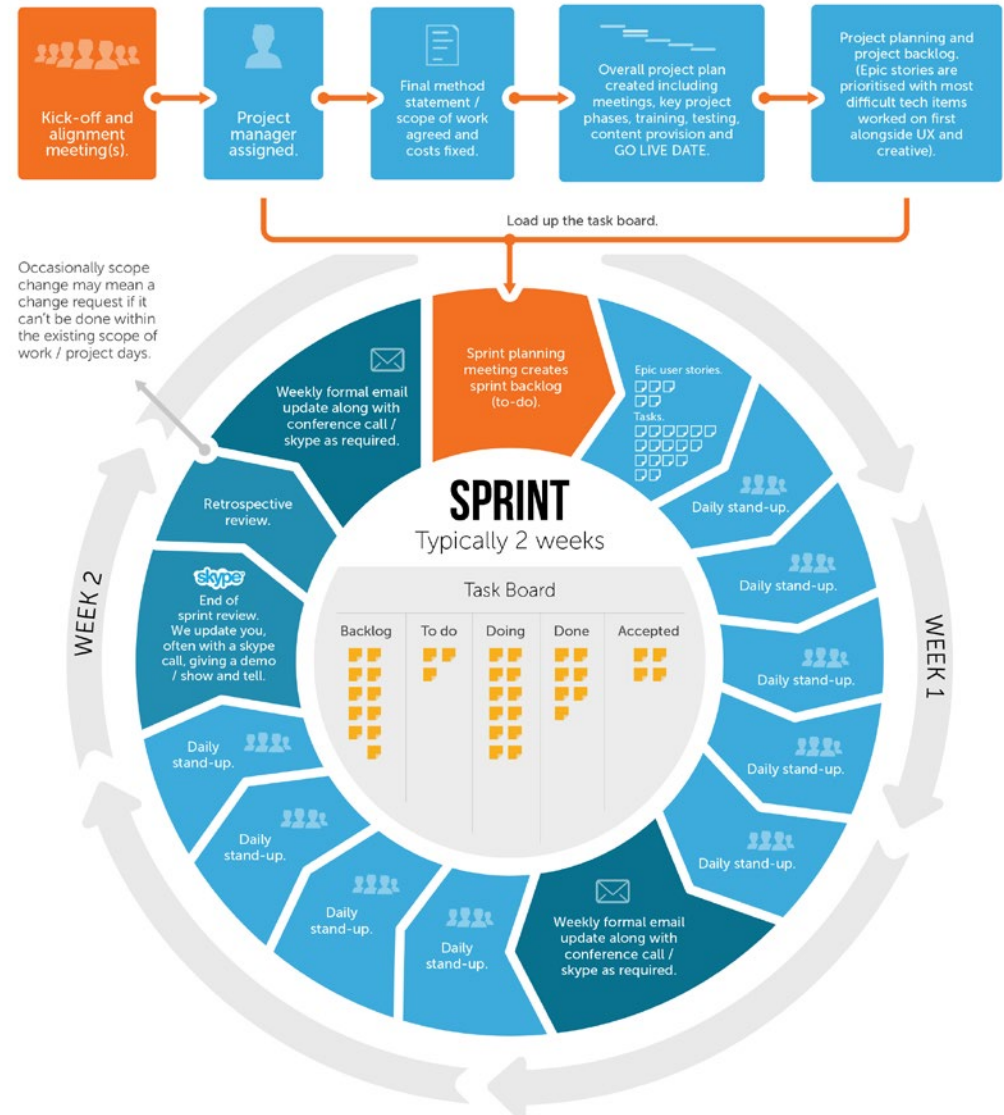 Kick-off and
alignment
meeting(s).
Project
manager
assigned.
Final method
statement /
scope of work
agreed and
costs fixed.
Overall project plan
created including
meetings, key project
phases, training, testing,
content provision and
GO LIVE DATE.
Project planning and
project backlog.
(Epic stories are
prioritised with most
difficult tech items
worked on first
alongside UX and
creative).
Load up the task board.
Occasionally scope
change may mean a
change request if it
can't be done within
the existing scope of
work / project days.
Sprint planning
meeting creates
sprint backlog
(to-do).
Epic user stories.
Tasks.
Daily stand-up.
Daily stand-up.
Daily stand-up.
Daily stand-up.
Daily stand-up.
WEEK 1
Weekly formal email
update along with
conference call /
skype as required.
Daily
stand-up.
Daily
stand-up.
Daily
stand-up.
Daily
stand-up.
skype
End of
sprint review.
We update you,
often with a skype
call, giving a demo
/ show and tell.
Retrospective
review.
Weekly formal email
update along with
conference call /
skype as required.
WEEK 2
SPRINT
Typically 2 weeks
Task Board
Backlog To do Doing Done Accepted